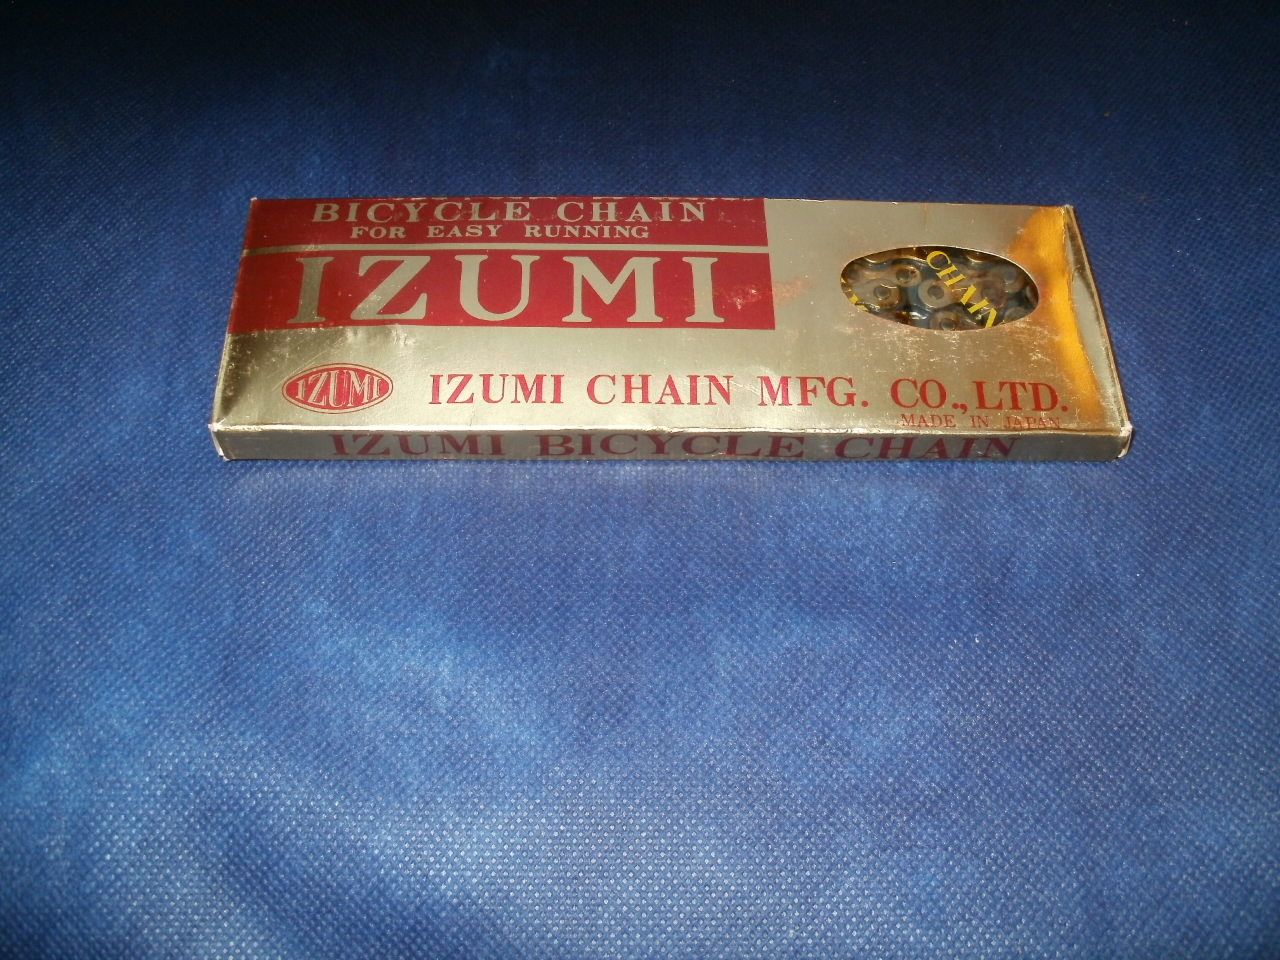 BICYCLE CHAIN
FOR EASY RUNNING
IZUMI
CHAIN
IZUMI
IZUMI CHAIN MFG. CO., LTD.
MADE IN JAPAN
IZUMI BICYCLE CHAIN